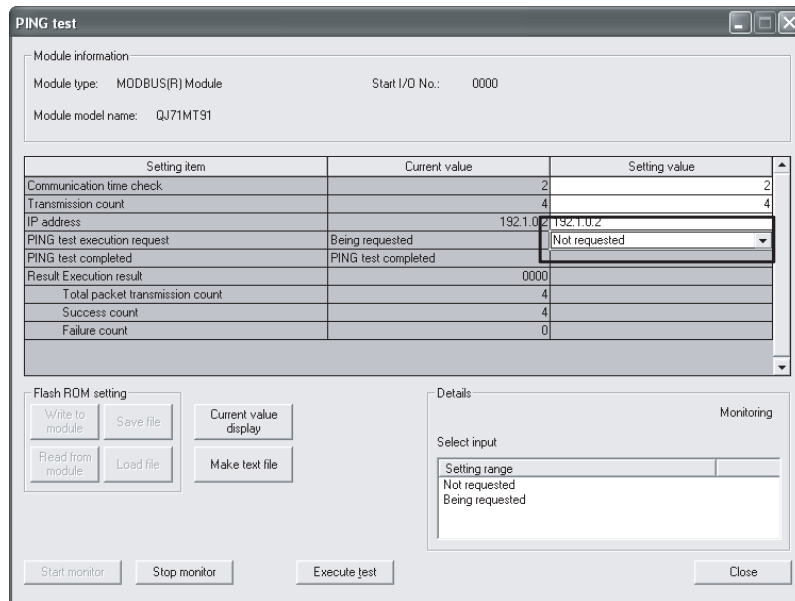 PING test
Module information
Module type: MODBUS(R) Module Start I/O No.: 0000
Module model name: QJ71MT91
Setting item Current value Setting value
Communication time check 2 2
Transmission count 4 4
IP address 192.1.0.2 192.1.0.2
PING test execution request Being requested Not requested
PING test completed PING test completed
Result Execution result 0000
Total packet transmission count 4
Success count 4
Failure count 0
Flash ROM setting
Write to module
Save file
Current value display
Read from module
Load file
Make text file
Details
Monitoring
Select input
Setting range
Not requested
Being requested
Start monitor Stop monitor Execute test Close